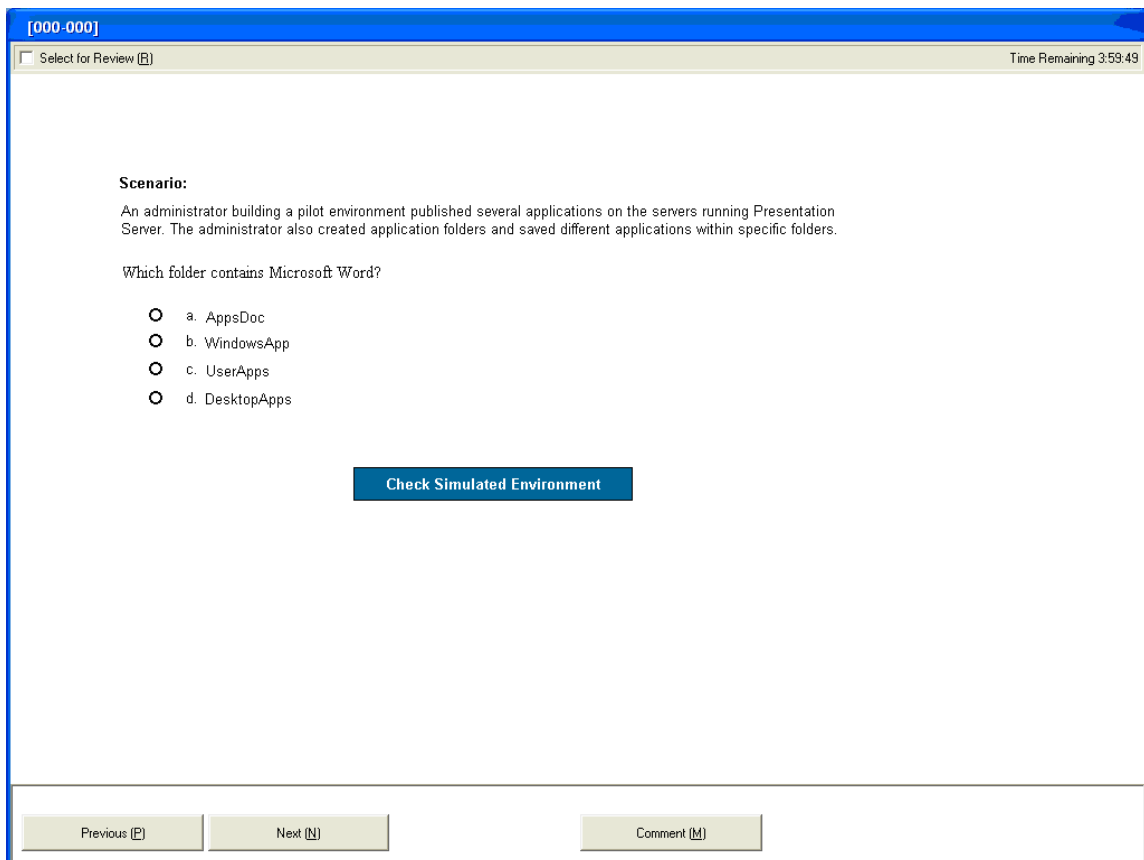 [000-000]
Select for Review (R)
Time Remaining 3:59:49
Scenario:
An administrator building a pilot environment published several applications on the servers running Presentation
Server. The administrator also created application folders and saved different applications within specific folders.
Which folder contains Microsoft Word?
a. AppsDoc
b. WindowsApp
c. UserApps
d. DesktopApps
Check Simulated Environment
Previous (P)
Next (N)
Comment (M)